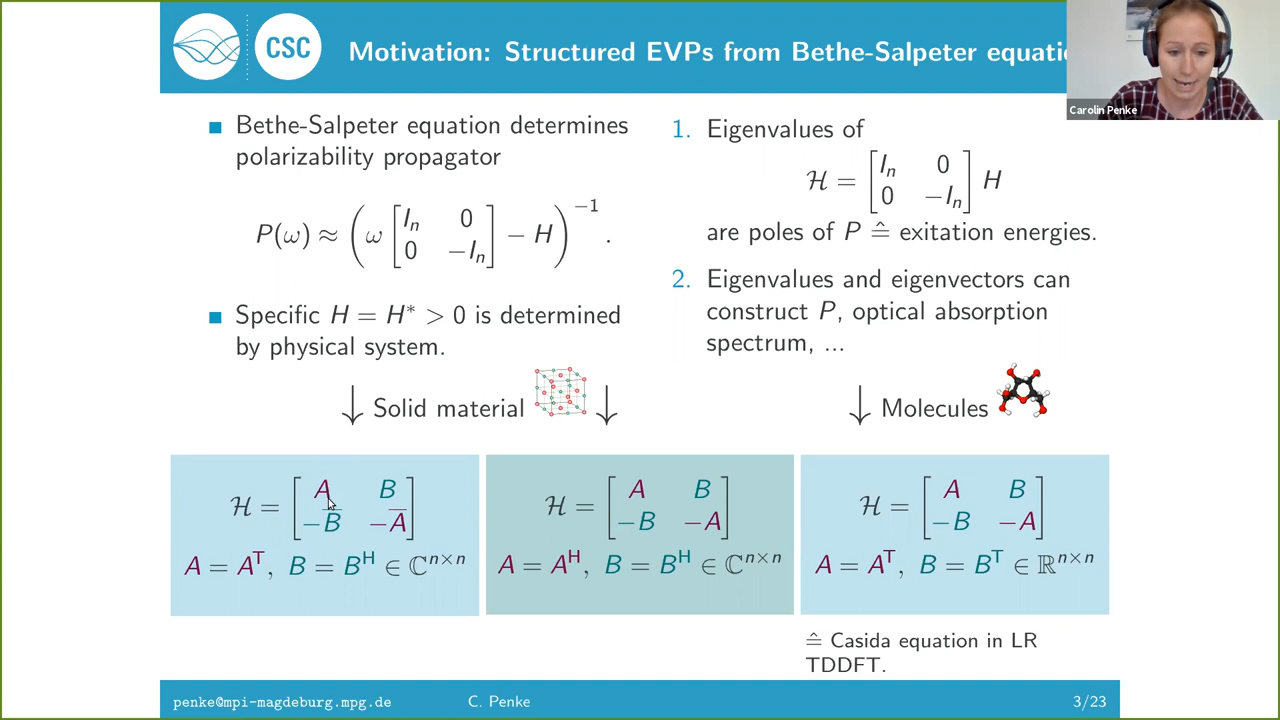 CSC
Motivation: Structured EVPs from Bethe-Salpeter equatio
Carolin Penke
Bethe-Salpeter equation determines
polarizability propagator
P(ω) ≈ (ω [I_n 0; 0 −I_n] − H)^{−1}.
Specific H = H* > 0 is determined
by physical system.
1. Eigenvalues of
ℋ = [I_n 0; 0 −I_n] H
are poles of P ≙ exitation energies.
2. Eigenvalues and eigenvectors can
construct P, optical absorption
spectrum, ...
↓ Solid material ↓
↓ Molecules
ℋ = [A B; −B̅ −A̅]
A = A^T, B = B^H ∈ ℂ^{n×n}
ℋ = [A B; −B −A]
A = A^H, B = B^H ∈ ℂ^{n×n}
ℋ = [A B; −B −A]
A = A^T, B = B^T ∈ ℝ^{n×n}
≙ Casida equation in LR
TDDFT.
penke@mpi-magdeburg.mpg.de
C. Penke
3/23